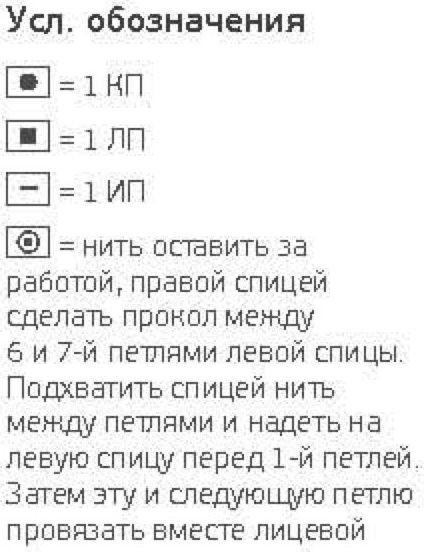 Усл. обозначения
= 1 КП
= 1 ЛП
= 1 ИП
= нить оставить за
работой, правой спицей
сделать прокол между
6 и 7-й петлями левой спицы.
Подхватить спицей нить
между петлями и надеть на
левую спицу перед 1-й петлей.
Затем эту и следующую петлю
провязать вместе лицевой